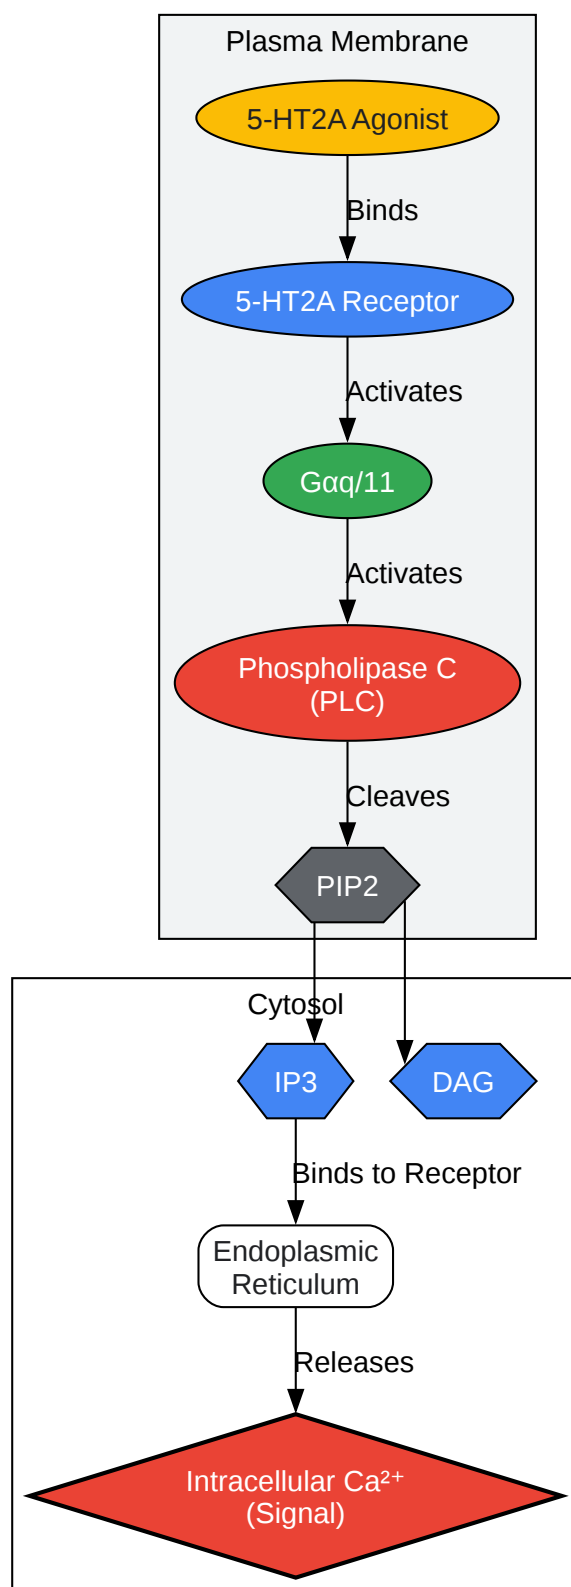 Plasma Membrane
5-HT2A Agonist
Binds
5-HT2A Receptor
Activates
Gαq/11
Activates
Phospholipase C
(PLC)
Cleaves
PIP2
Cytosol
IP3
DAG
Binds to Receptor
Endoplasmic
Reticulum
Releases
Intracellular Ca²⁺
(Signal)